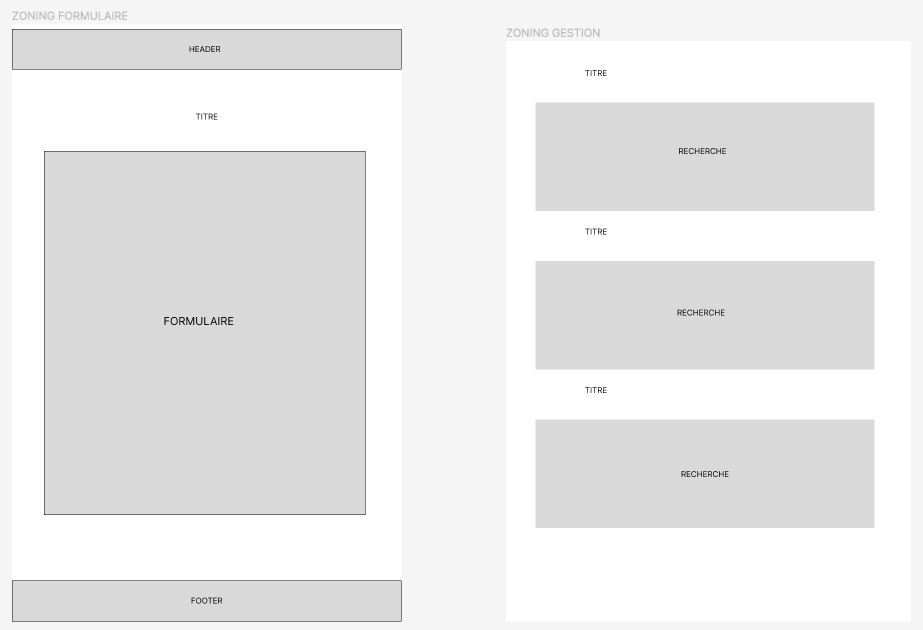 ZONING FORMULAIRE
HEADER
TITRE
FORMULAIRE
FOOTER
ZONING GESTION
TITRE
RECHERCHE
TITRE
RECHERCHE
TITRE
RECHERCHE